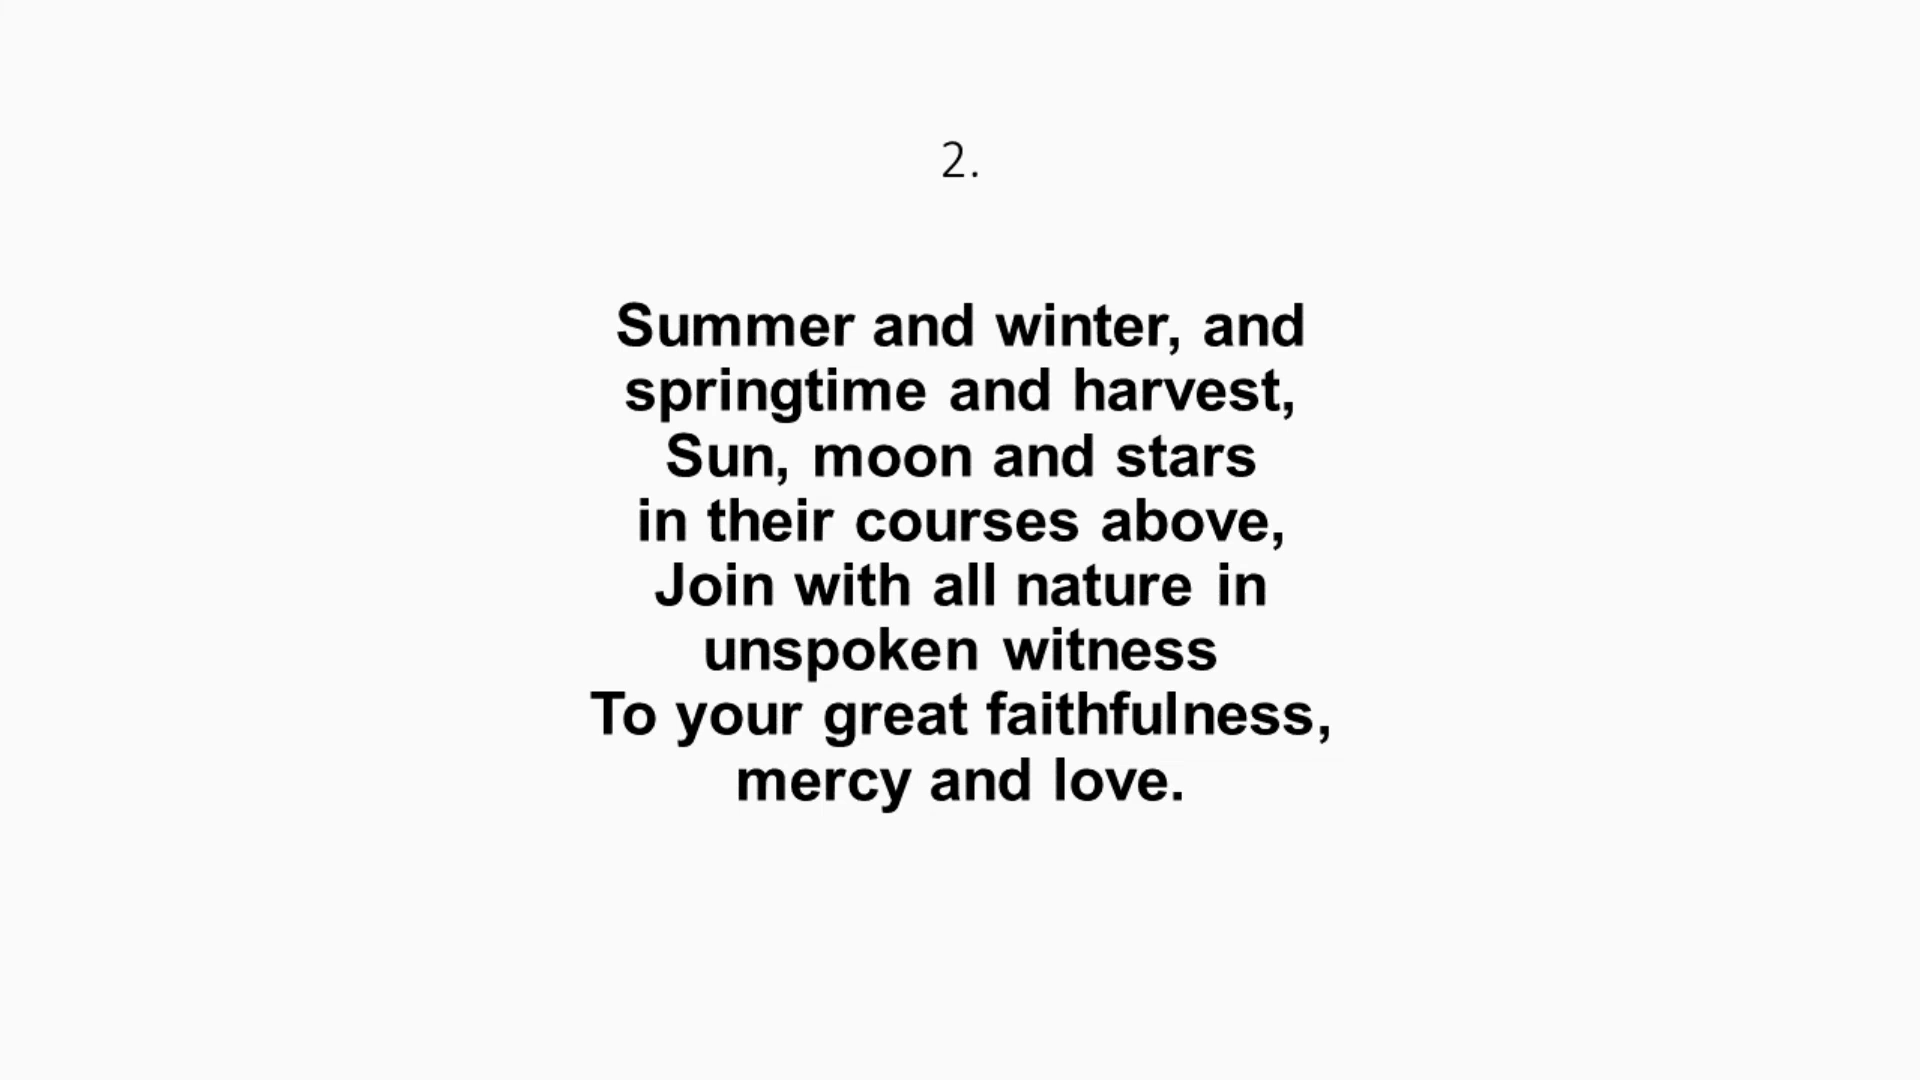 2.
Summer and winter, and
springtime and harvest,
Sun, moon and stars
in their courses above,
Join with all nature in
unspoken witness
To your great faithfulness,
mercy and love.